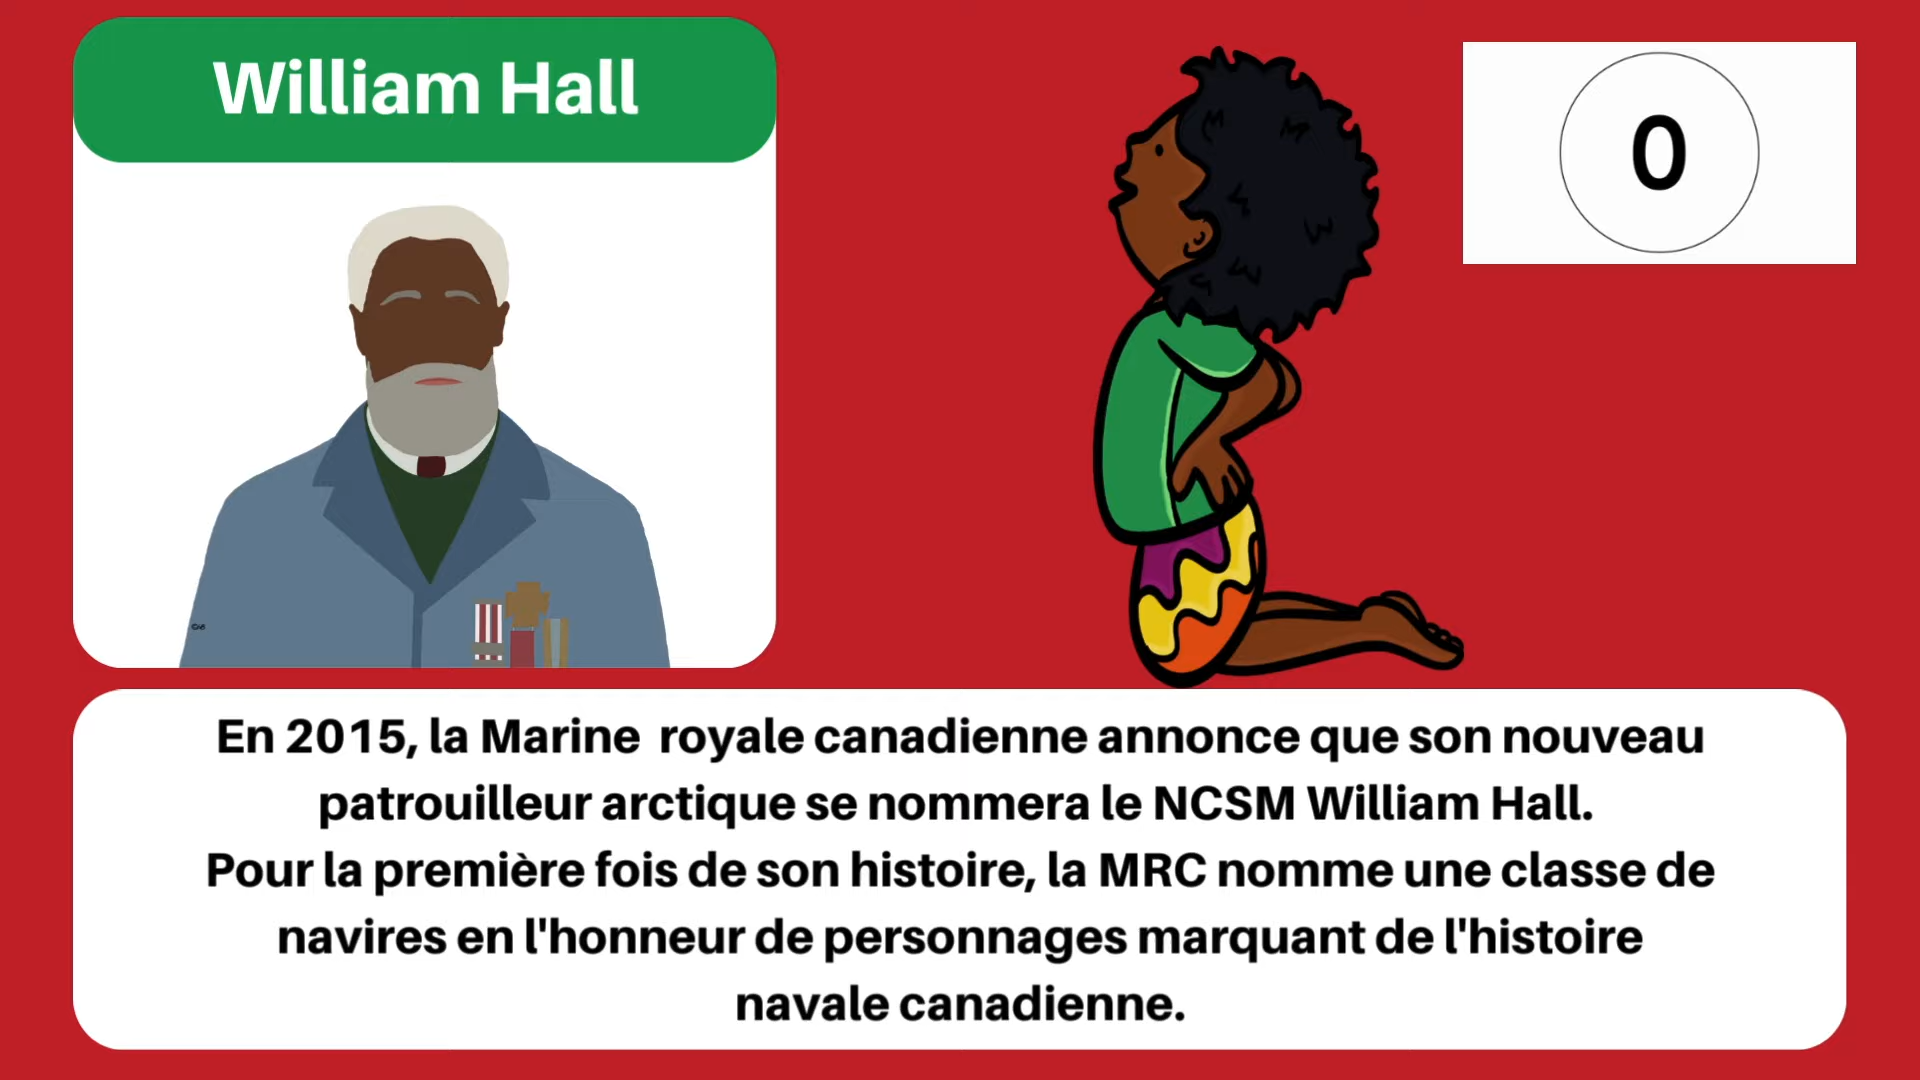 William Hall
0
En 2015, la Marine royale canadienne annonce que son nouveau
patrouilleur arctique se nommera le NCSM William Hall.
Pour la première fois de son histoire, la MRC nomme une classe de
navires en l'honneur de personnages marquant de l'histoire
navale canadienne.